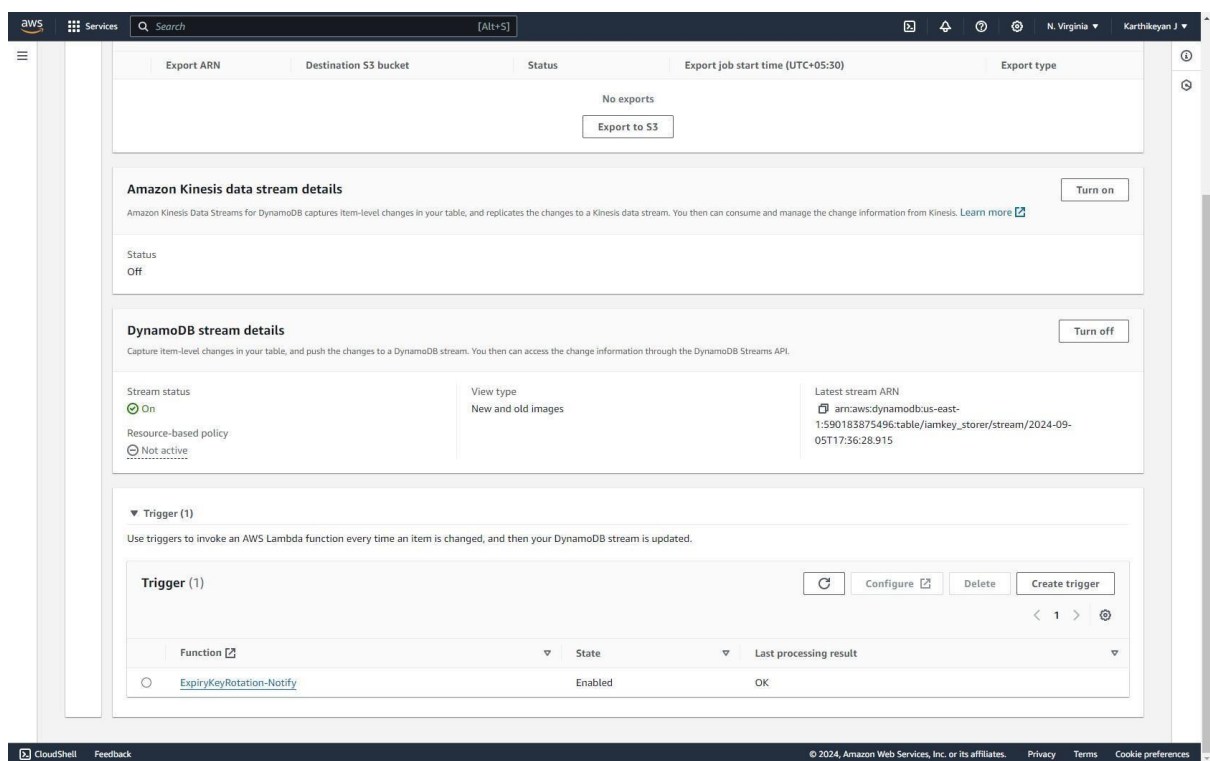 aws Services Search [Alt+S] N. Virginia ▼ Karthikeyan J ▼
Export ARN Destination S3 bucket Status Export job start time (UTC+05:30) Export type
No exports
Export to S3
Amazon Kinesis data stream details Turn on
Amazon Kinesis Data Streams for DynamoDB captures item-level changes in your table, and replicates the changes to a Kinesis data stream. You then can consume and manage the change information from Kinesis. Learn more
Status
Off
DynamoDB stream details Turn off
Capture item-level changes in your table, and push the changes to a DynamoDB stream. You then can access the change information through the DynamoDB Streams API.
Stream status View type Latest stream ARN
On New and old images arn:aws:dynamodb:us-east-
1:590183875496:table/iamkey_storer/stream/2024-09-
Resource-based policy 05T17:36:28.915
Not active
▼ Trigger (1)
Use triggers to invoke an AWS Lambda function every time an item is changed, and then your DynamoDB stream is updated.
Trigger (1) Configure Delete Create trigger
< 1 >
Function State Last processing result
ExpiryKeyRotation-Notify Enabled OK
CloudShell Feedback © 2024, Amazon Web Services, Inc. or its affiliates. Privacy Terms Cookie preferences